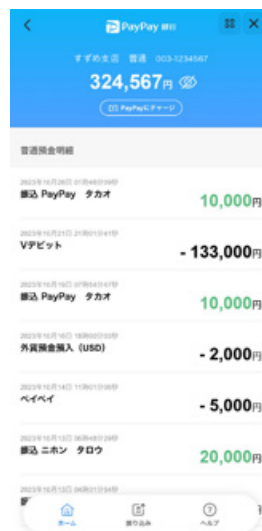 PayPay 銀行
すずめ支店 普通 003-1234567
324,567円
PayPayにチャージ
普通預金明細
振込 PayPay タカオ
10,000円
Vデビット
- 133,000円
振込 PayPay タカオ
10,000円
外貨預金預入（USD）
- 2,000円
ペイペイ
- 5,000円
振込 ニホン タロウ
20,000円
ホーム
振り込み
ヘルプ